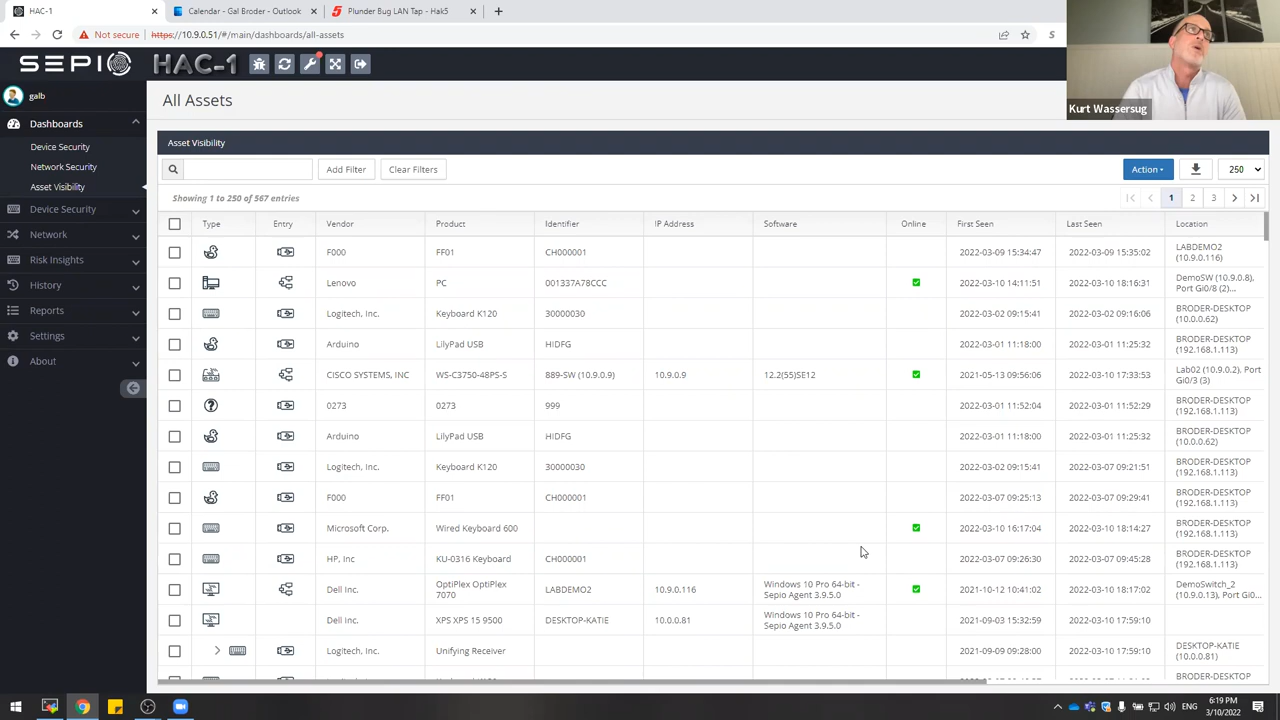 HAC-1
Calendar - Gal Broder - Outlook
Plunder Bug LAN Tap - Hak5
Not secure
https://10.9.0.51/#/main/dashboards/all-assets
S
SEPIO
HAC-1
Kurt Wassersug
galb
Dashboards
Device Security
Network Security
Asset Visibility
Device Security
Network
Risk Insights
History
Reports
Settings
About
All Assets
Asset Visibility
Add Filter
Clear Filters
Action
250
Showing 1 to 250 of 567 entries
1 2 3
Type Entry Vendor Product Identifier IP Address Software Online First Seen Last Seen Location
F000 FF01 CH000001 2022-03-09 15:34:47 2022-03-09 15:35:02 LABDEMO2
(10.9.0.116)
Lenovo PC 001337A78CCC 2022-03-10 14:11:51 2022-03-10 18:16:31 DemoSW (10.9.0.8),
Port Gi0/8 (2)...
Logitech, Inc. Keyboard K120 30000030 2022-03-02 09:15:41 2022-03-02 09:16:06 BRODER-DESKTOP
(10.0.0.62)
Arduino LilyPad USB HIDFG 2022-03-01 11:18:00 2022-03-01 11:25:32 BRODER-DESKTOP
(192.168.1.113)
CISCO SYSTEMS, INC WS-C3750-48PS-S 889-SW (10.9.0.9) 10.9.0.9 12.2(55)SE12 2021-05-13 09:56:06 2022-03-10 17:33:53 Lab02 (10.9.0.2), Port
Gi0/3 (3)
0273 0273 999 2022-03-01 11:52:04 2022-03-01 11:52:29 BRODER-DESKTOP
(192.168.1.113)
Arduino LilyPad USB HIDFG 2022-03-01 11:18:00 2022-03-01 11:25:32 BRODER-DESKTOP
(10.0.0.62)
Logitech, Inc. Keyboard K120 30000030 2022-03-02 09:15:41 2022-03-07 09:21:51 BRODER-DESKTOP
(192.168.1.113)
F000 FF01 CH000001 2022-03-07 09:25:13 2022-03-07 09:29:41 BRODER-DESKTOP
(192.168.1.113)
Microsoft Corp. Wired Keyboard 600 2022-03-10 16:17:04 2022-03-10 18:14:27 BRODER-DESKTOP
(192.168.1.113)
HP, Inc KU-0316 Keyboard CH000001 2022-03-07 09:26:30 2022-03-07 09:45:28 BRODER-DESKTOP
(192.168.1.113)
Dell Inc. OptiPlex OptiPlex
7070 LABDEMO2 10.9.0.116 Windows 10 Pro 64-bit -
Sepio Agent 3.9.5.0 2021-10-12 10:41:02 2022-03-10 18:17:02 DemoSwitch_2
(10.9.0.13), Port Gi0...
Dell Inc. XPS XPS 15 9500 DESKTOP-KATIE 10.0.0.81 Windows 10 Pro 64-bit -
Sepio Agent 3.9.5.0 2021-09-03 15:32:59 2022-03-10 17:59:10
Logitech, Inc. Unifying Receiver 2021-09-09 09:28:00 2022-03-10 17:59:10 DESKTOP-KATIE
(10.0.0.81)
ENG
6:19 PM
3/10/2022